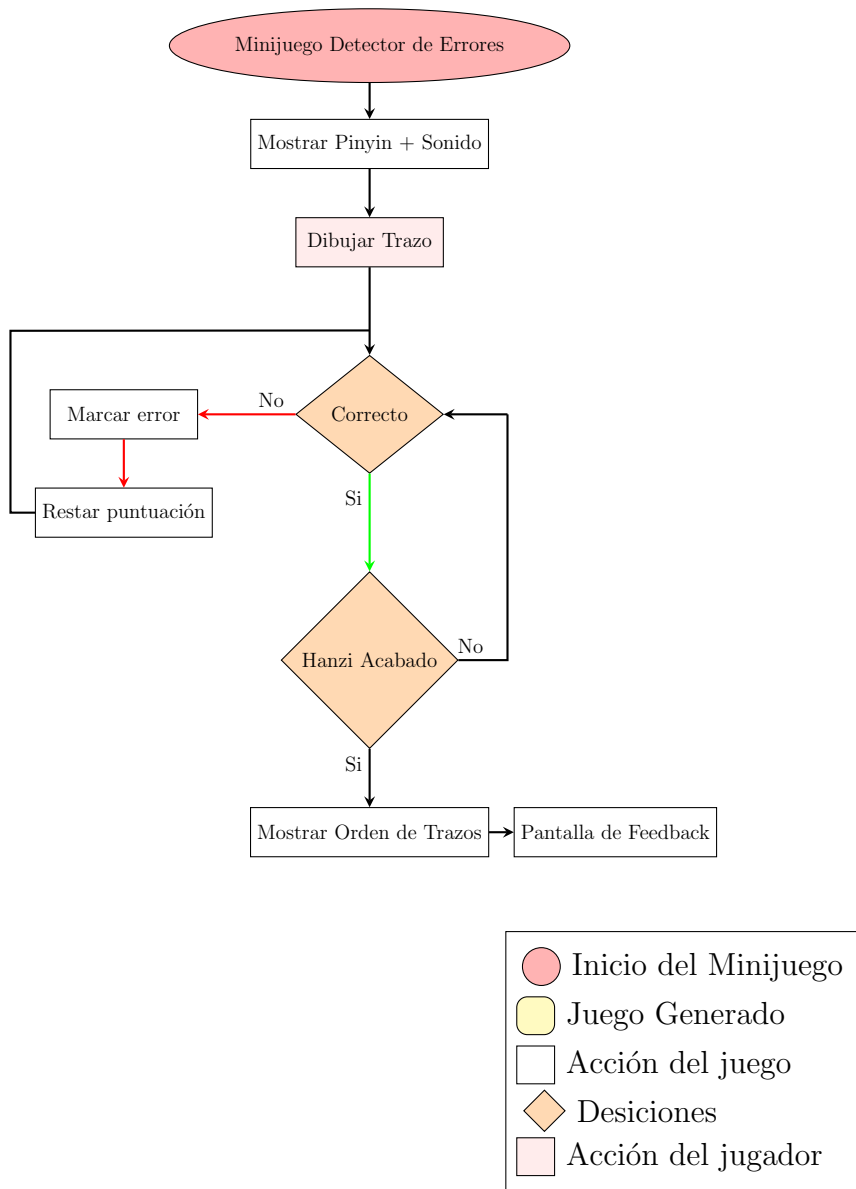 Minijuego Detector de Errores
Mostrar Pinyin + Sonido
Dibujar Trazo
No
Marcar error
Correcto
Si
Restar puntuación
Hanzi Acabado
No
Si
Mostrar Orden de Trazos
Pantalla de Feedback
Inicio del Minijuego
Juego Generado
Acción del juego
Desiciones
Acción del jugador